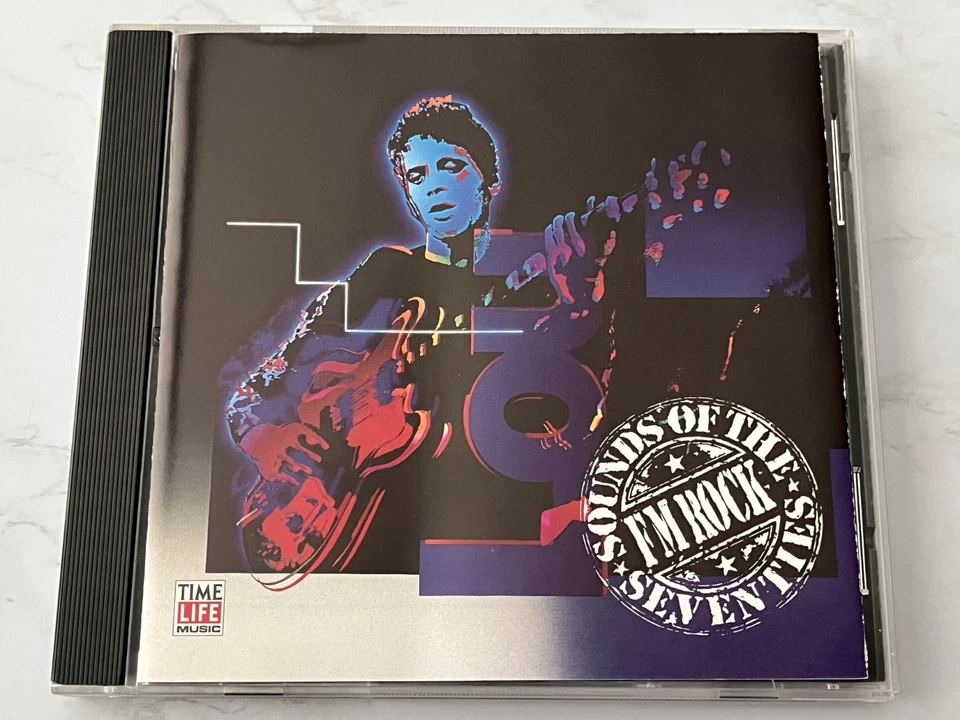 SOUNDS OF THE
FM ROCK
SEVENTIES
TIME
LIFE
MUSIC